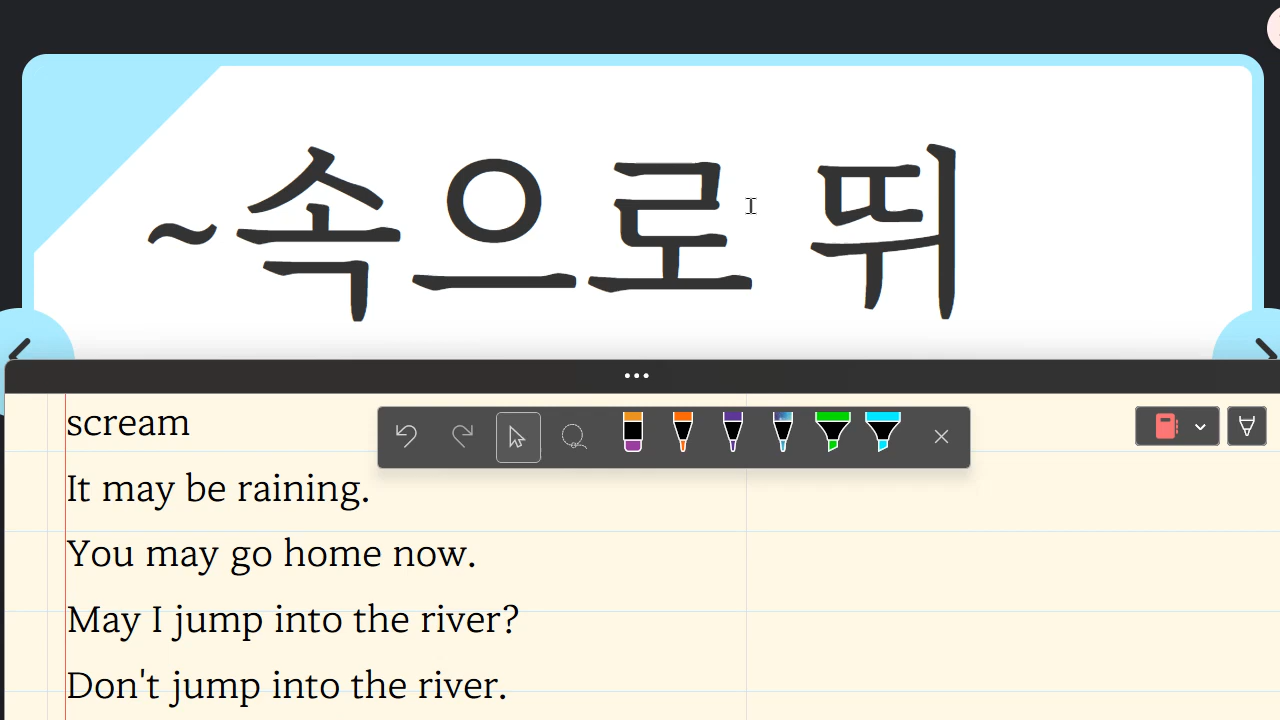 ~속으로 뛰
scream
It may be raining.
You may go home now.
May I jump into the river?
Don't jump into the river.